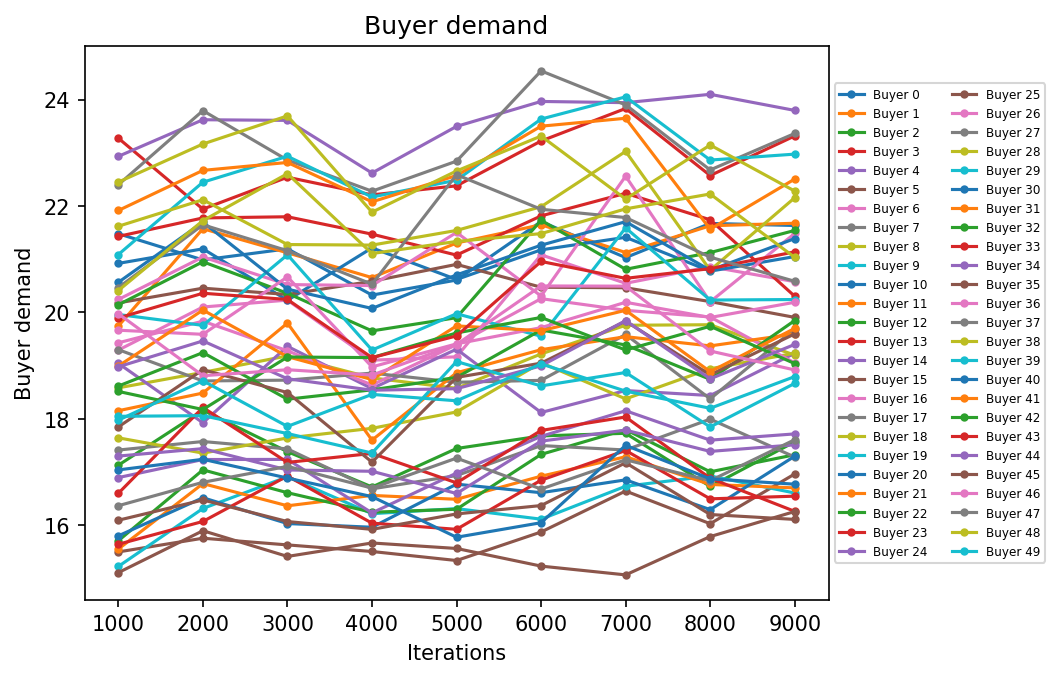 Buyer demand
Buyer demand
24
22
20
18
16
1000 2000 3000 4000 5000 6000 7000 8000 9000
Iterations
Buyer 0
Buyer 1
Buyer 2
Buyer 3
Buyer 4
Buyer 5
Buyer 6
Buyer 7
Buyer 8
Buyer 9
Buyer 10
Buyer 11
Buyer 12
Buyer 13
Buyer 14
Buyer 15
Buyer 16
Buyer 17
Buyer 18
Buyer 19
Buyer 20
Buyer 21
Buyer 22
Buyer 23
Buyer 24
Buyer 25
Buyer 26
Buyer 27
Buyer 28
Buyer 29
Buyer 30
Buyer 31
Buyer 32
Buyer 33
Buyer 34
Buyer 35
Buyer 36
Buyer 37
Buyer 38
Buyer 39
Buyer 40
Buyer 41
Buyer 42
Buyer 43
Buyer 44
Buyer 45
Buyer 46
Buyer 47
Buyer 48
Buyer 49